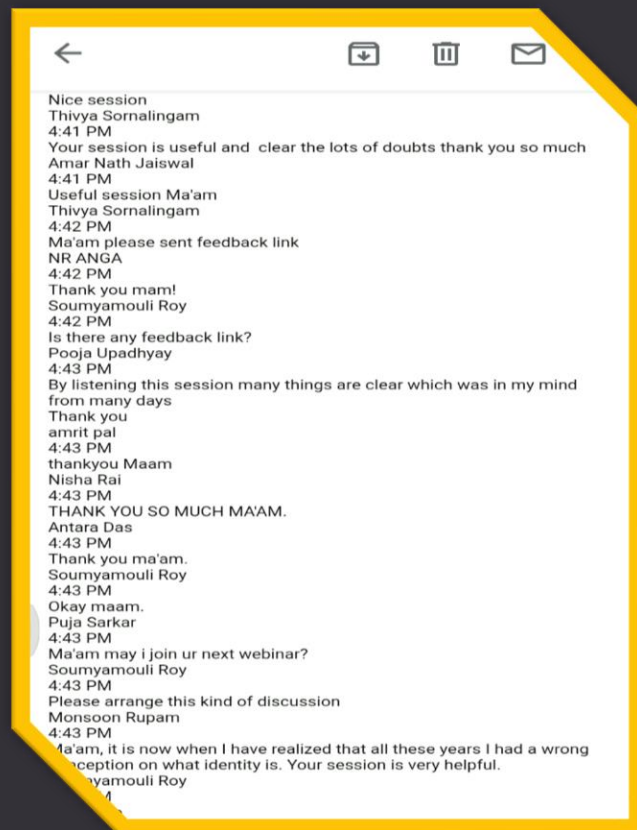 Nice session
Thivya Sornalingam
4:41 PM
Your session is useful and  clear the lots of doubts thank you so much
Amar Nath Jaiswal
4:41 PM
Useful session Ma'am
Thivya Sornalingam
4:42 PM
Ma'am please sent feedback link
NR ANGA
4:42 PM
Thank you mam!
Soumyamouli Roy
4:42 PM
Is there any feedback link?
Pooja Upadhyay
4:43 PM
By listening this session many things are clear which was in my mind
from many days
Thank you
amrit pal
4:43 PM
thankyou Maam
Nisha Rai
4:43 PM
THANK YOU SO MUCH MA'AM.
Antara Das
4:43 PM
Thank you ma'am.
Soumyamouli Roy
4:43 PM
Okay maam.
Puja Sarkar
4:43 PM
Ma'am may i join ur next webinar?
Soumyamouli Roy
4:43 PM
Please arrange this kind of discussion
Monsoon Rupam
4:43 PM
Ma'am, it is now when I have realized that all these years I had a wrong
on what identity is. Your session is very helpful.
Roy